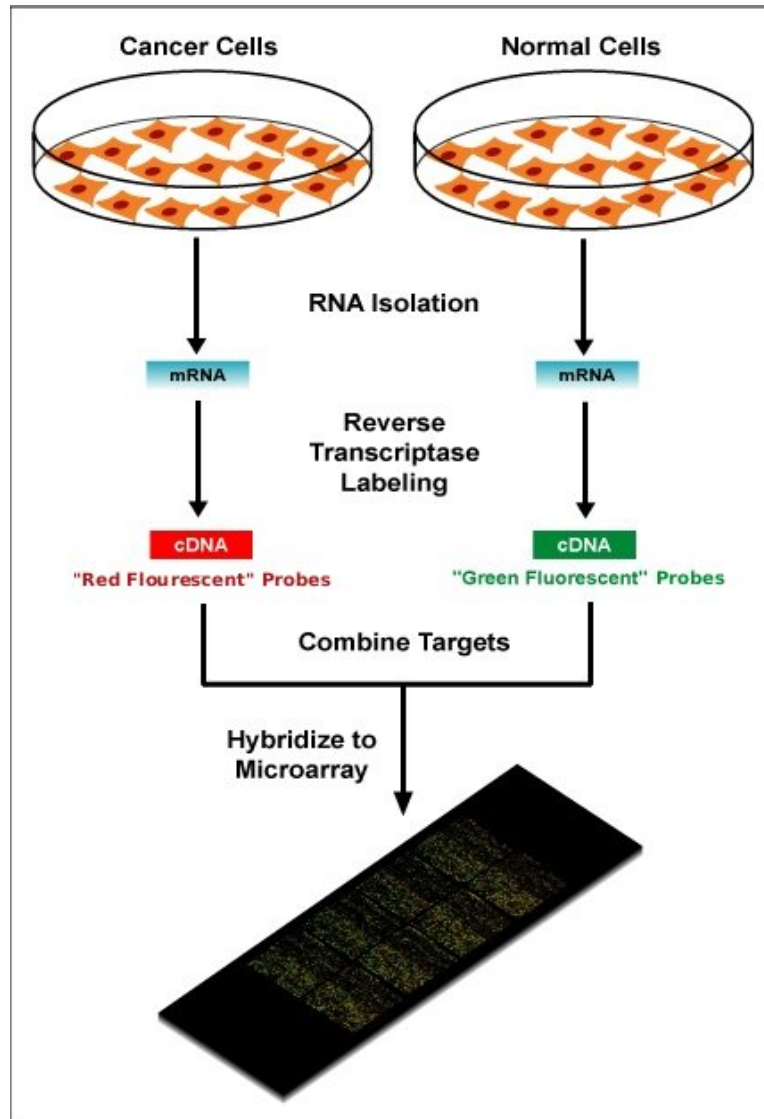 Cancer Cells
Normal Cells
RNA Isolation
mRNA
mRNA
Reverse
Transcriptase
Labeling
cDNA
cDNA
"Red Flourescent" Probes
"Green Fluorescent" Probes
Combine Targets
Hybridize to
Microarray